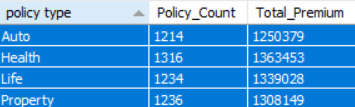 policy type Policy_Count Total_Premium
Auto 1214 1250379
Health 1316 1363453
Life 1234 1339028
Property 1236 1308149